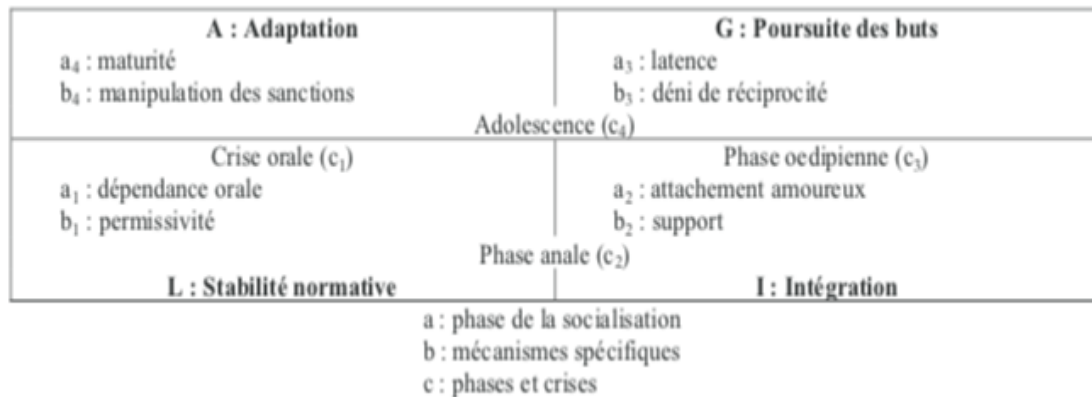 A : Adaptation
G : Poursuite des buts
a₄ : maturité
a₃ : latence
b₄ : manipulation des sanctions
b₃ : déni de réciprocité
Adolescence (c₄)
Crise orale (c₁)
Phase oedipienne (c₃)
a₁ : dépendance orale
a₂ : attachement amoureux
b₁ : permissivité
b₂ : support
Phase anale (c₂)
L : Stabilité normative
I : Intégration
a : phase de la socialisation
b : mécanismes spécifiques
c : phases et crises